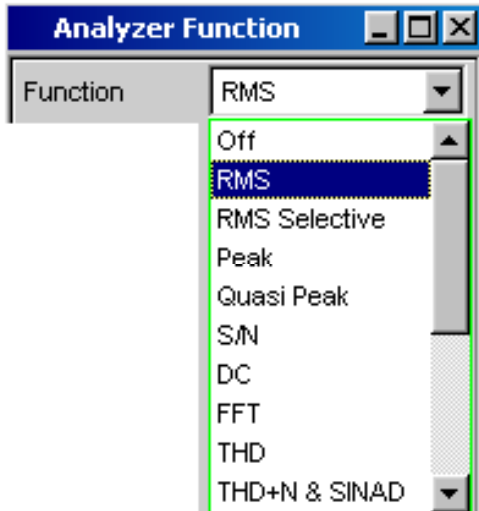 Analyzer Function
Function RMS
Off
RMS
RMS Selective
Peak
Quasi Peak
S/N
DC
FFT
THD
THD+N & SINAD